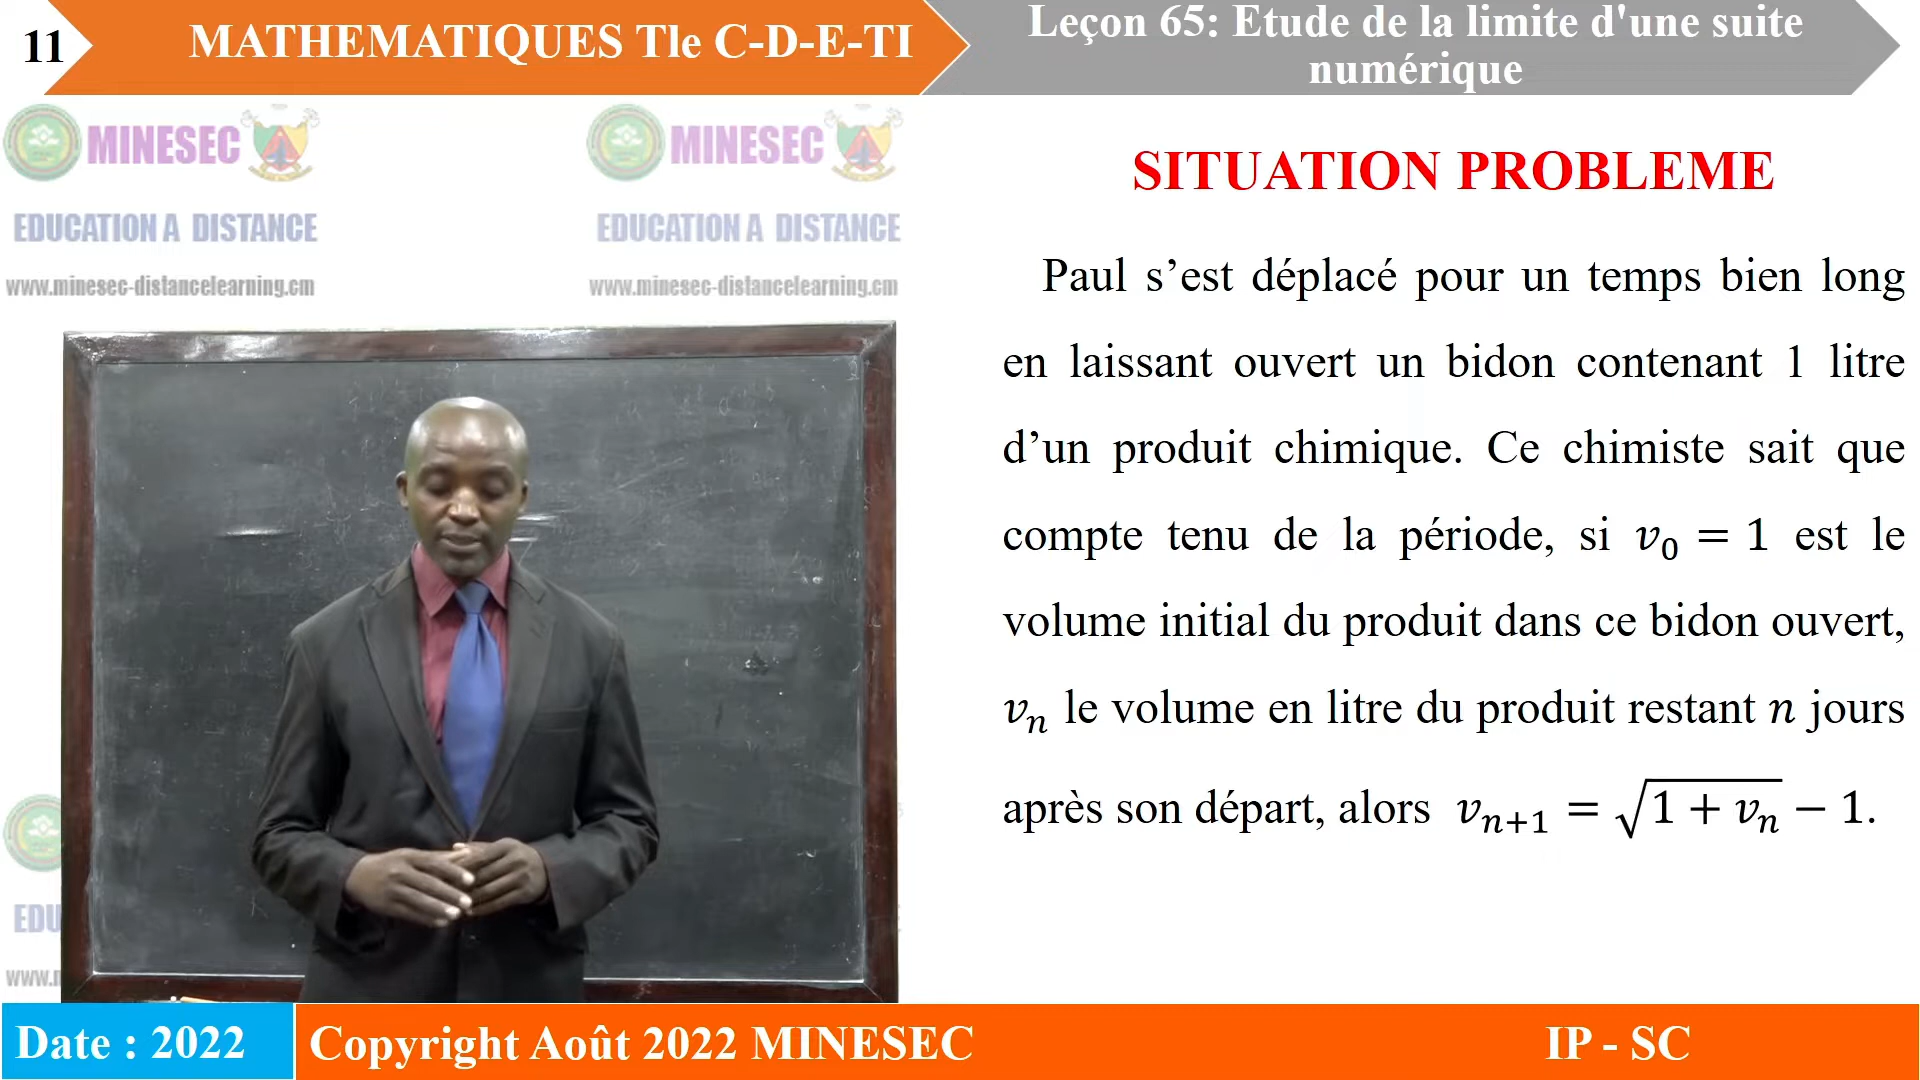 11
MATHEMATIQUES Tle C-D-E-TI
Leçon 65: Etude de la limite d'une suite
numérique
MINESEC
EDUCATION A DISTANCE
www.minesec-distancelearning.cm
MINESEC
EDUCATION A DISTANCE
www.minesec-distancelearning.cm
SITUATION PROBLEME
Paul s’est déplacé pour un temps bien long
en laissant ouvert un bidon contenant 1 litre
d’un produit chimique. Ce chimiste sait que
compte tenu de la période, si v₀ = 1 est le
volume initial du produit dans ce bidon ouvert,
vₙ le volume en litre du produit restant n jours
après son départ, alors vₙ₊₁ = √(1 + vₙ) − 1.
EDU
www.
Date : 2022
Copyright Août 2022 MINESEC
IP - SC